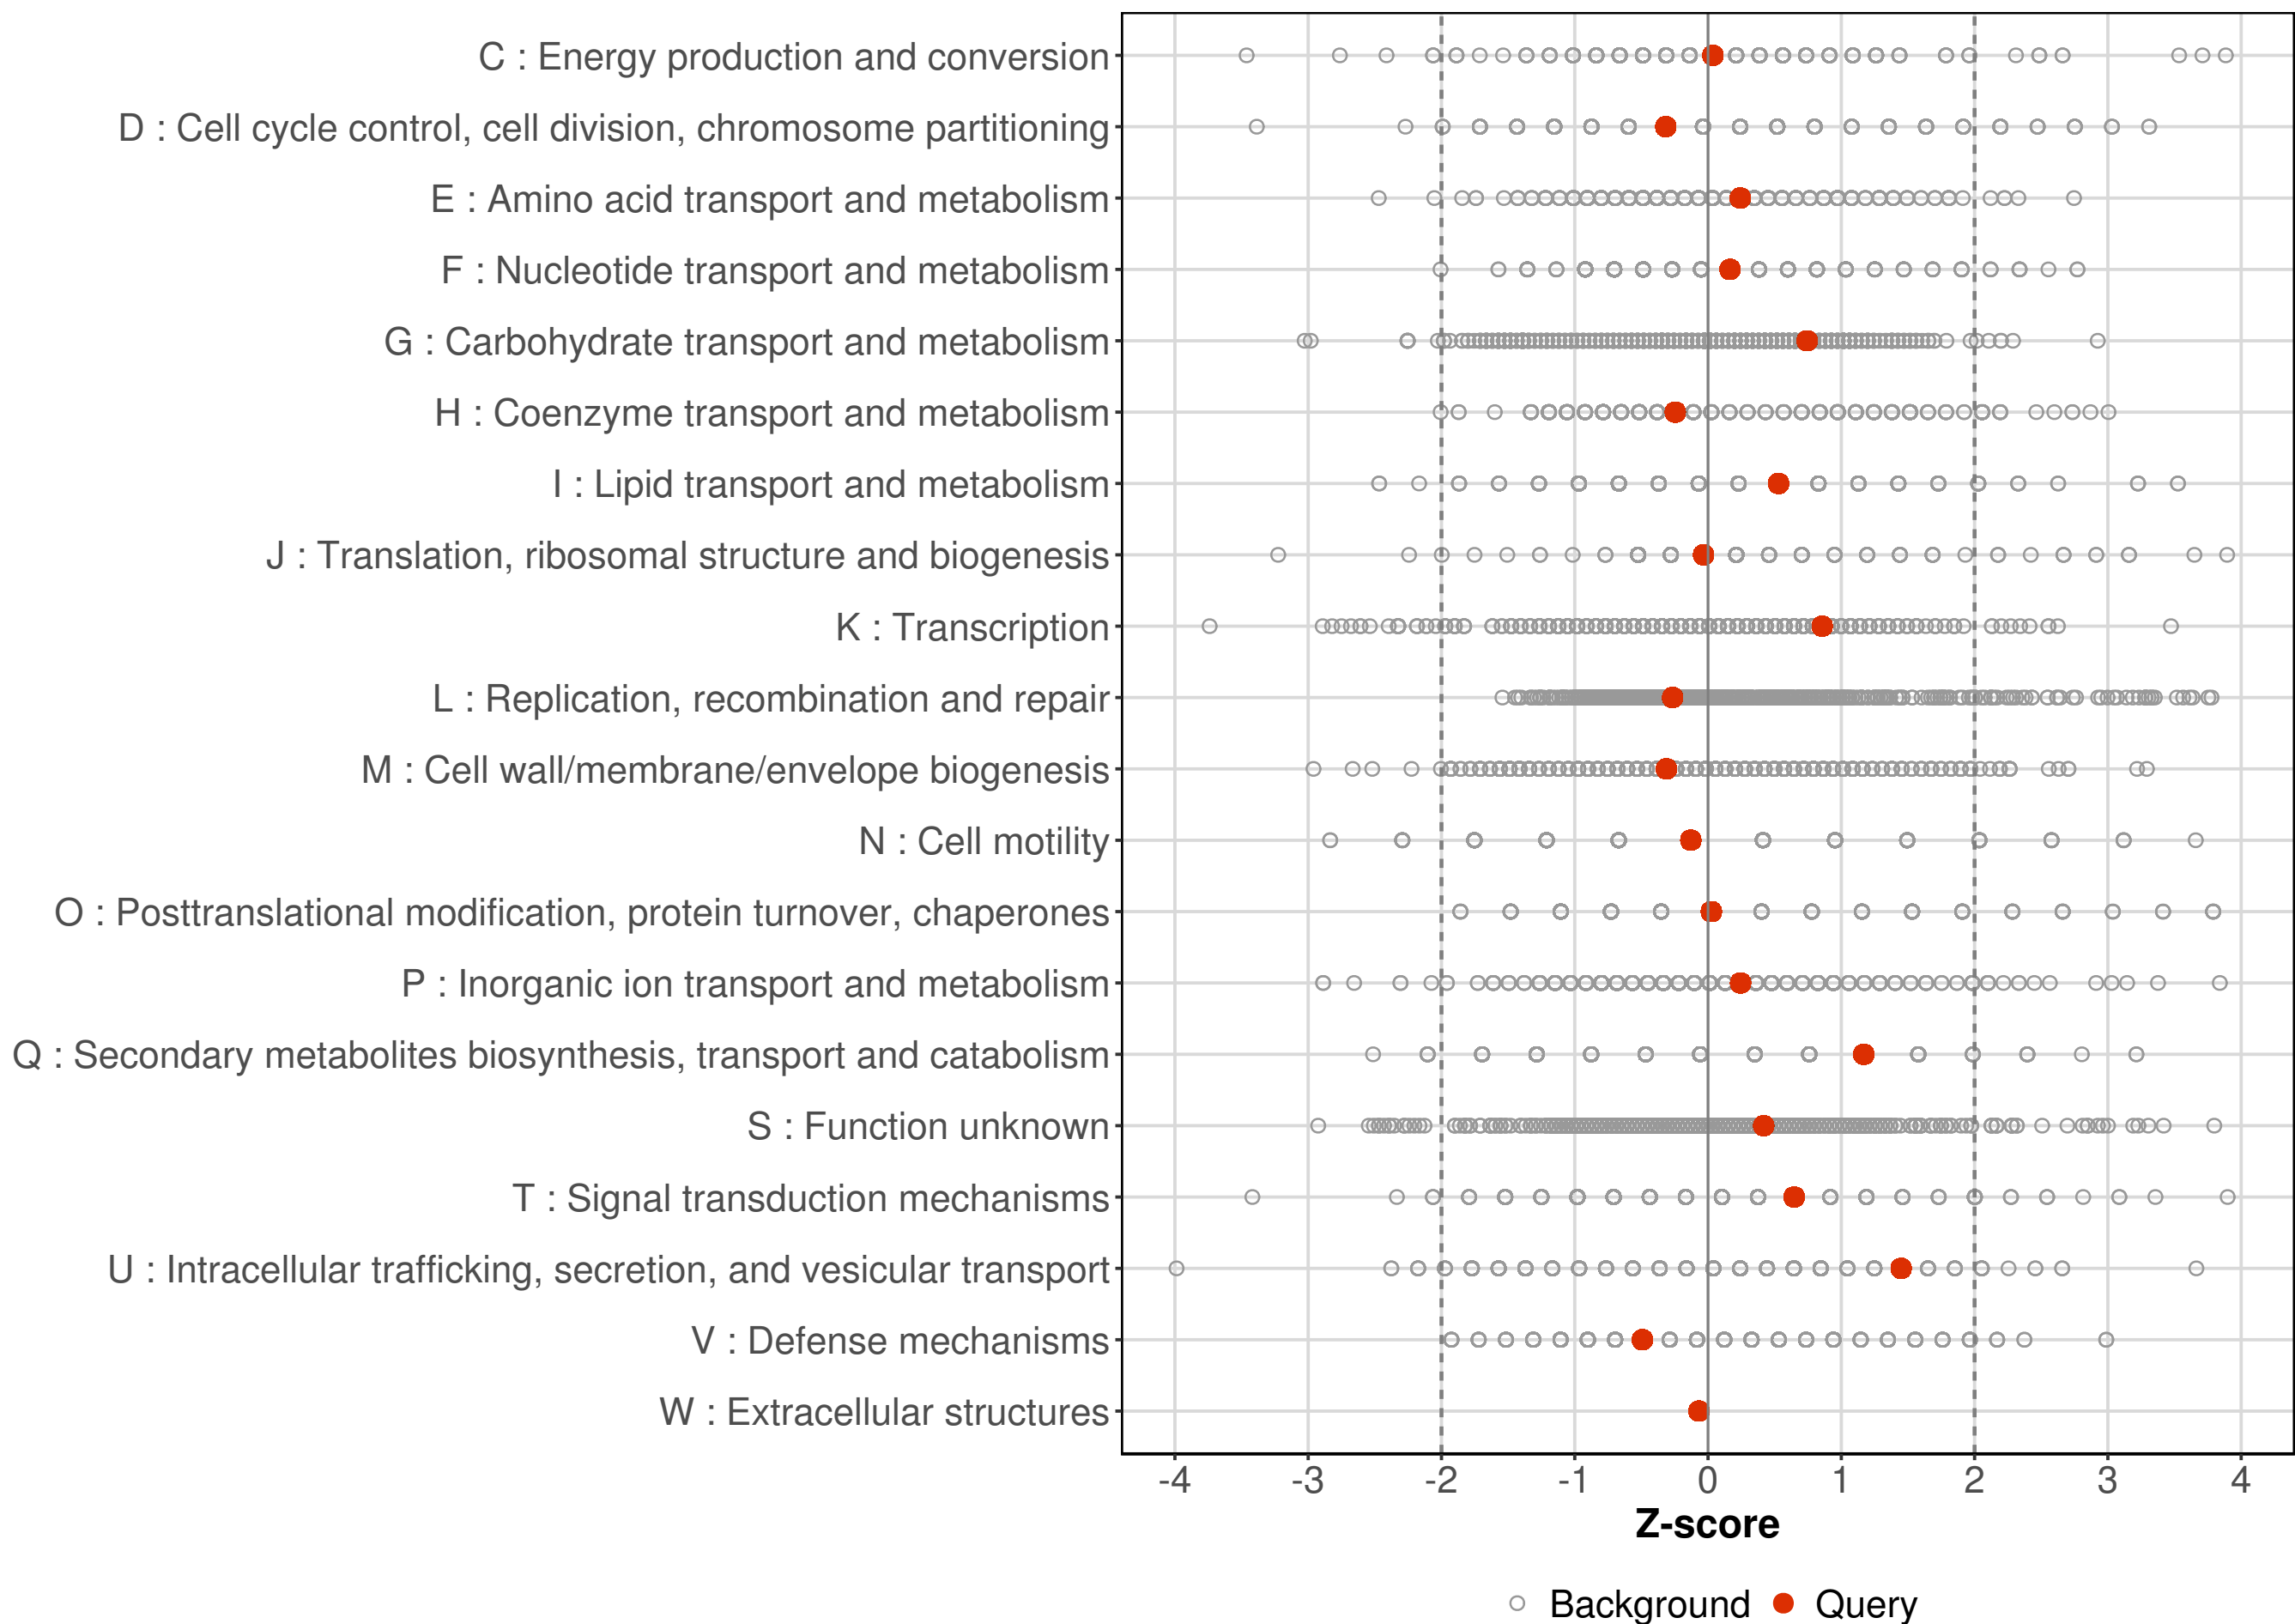 C : Energy production and conversion
D : Cell cycle control, cell division, chromosome partitioning
E : Amino acid transport and metabolism
F : Nucleotide transport and metabolism
G : Carbohydrate transport and metabolism
H : Coenzyme transport and metabolism
I : Lipid transport and metabolism
J : Translation, ribosomal structure and biogenesis
K : Transcription
L : Replication, recombination and repair
M : Cell wall/membrane/envelope biogenesis
N : Cell motility
O : Posttranslational modification, protein turnover, chaperones
P : Inorganic ion transport and metabolism
Q : Secondary metabolites biosynthesis, transport and catabolism
S : Function unknown
T : Signal transduction mechanisms
U : Intracellular trafficking, secretion, and vesicular transport
V : Defense mechanisms
W : Extracellular structures
-4 -3 -2 -1 0 1 2 3 4
Z-score
Background Query